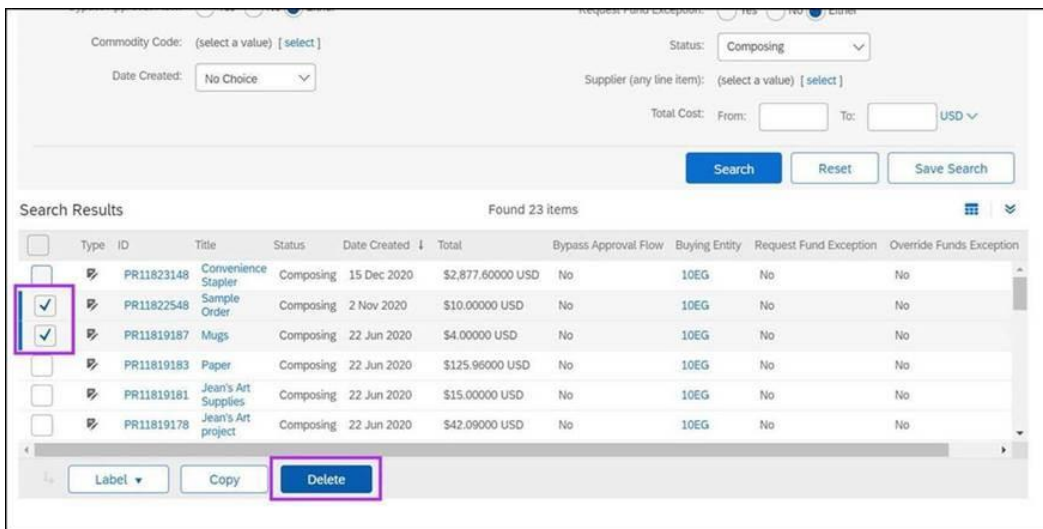 Request Fund Exception: Yes No Either
Commodity Code: (select a value) [ select ]
Status: Composing
Date Created: No Choice
Supplier (any line item): (select a value) [ select ]
Total Cost: From: To: USD
Search Reset Save Search
Search Results Found 23 items
Type ID Title Status Date Created ↓ Total Bypass Approval Flow Buying Entity Request Fund Exception Override Funds Exception
PR11823148 Convenience Stapler Composing 15 Dec 2020 $2,877.60000 USD No 10EG No No
PR11822548 Sample Order Composing 2 Nov 2020 $10.00000 USD No 10EG No No
PR11819187 Mugs Composing 22 Jun 2020 $4.00000 USD No 10EG No No
PR11819183 Paper Composing 22 Jun 2020 $125.96000 USD No 10EG No No
PR11819181 Jean's Art Supplies Composing 22 Jun 2020 $15.00000 USD No 10EG No No
PR11819178 Jean's Art project Composing 22 Jun 2020 $42.09000 USD No 10EG No No
Label Copy Delete